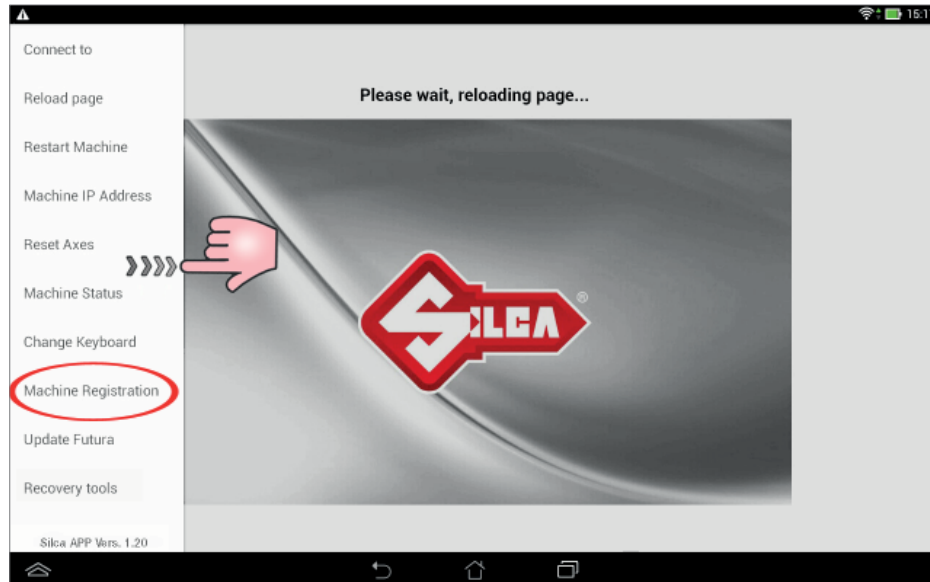 15:1
Connect to
Reload page
Restart Machine
Machine IP Address
Reset Axes
Machine Status
Change Keyboard
Machine Registration
Update Futura
Recovery tools
Silca APP Vers. 1.20
Please wait, reloading page...
SILCA
®